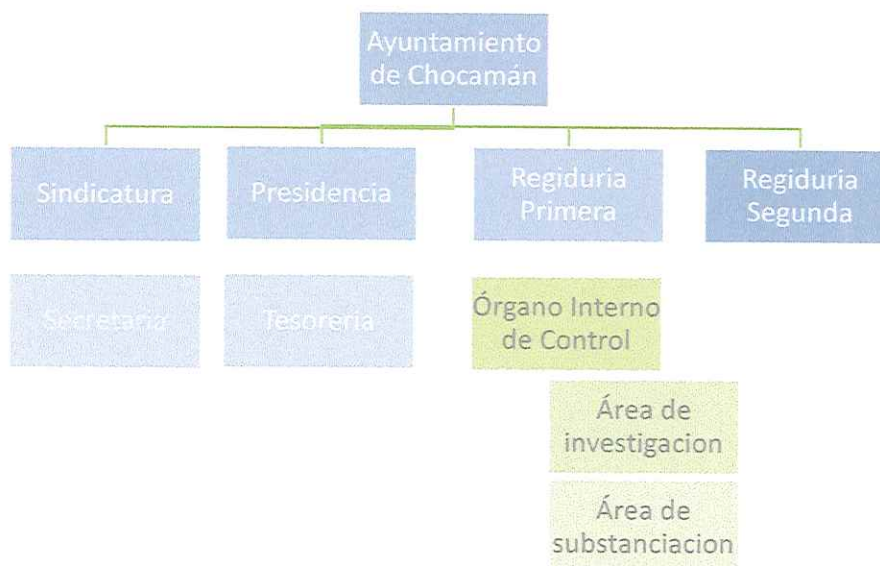 Ayuntamiento
de Chocamán
Sindicatura
Presidencia
Regiduria
Primera
Regiduria
Segunda
Secretaria
Tesoreria
Órgano Interno
de Control
Área de
investigacion
Área de
substanciacion